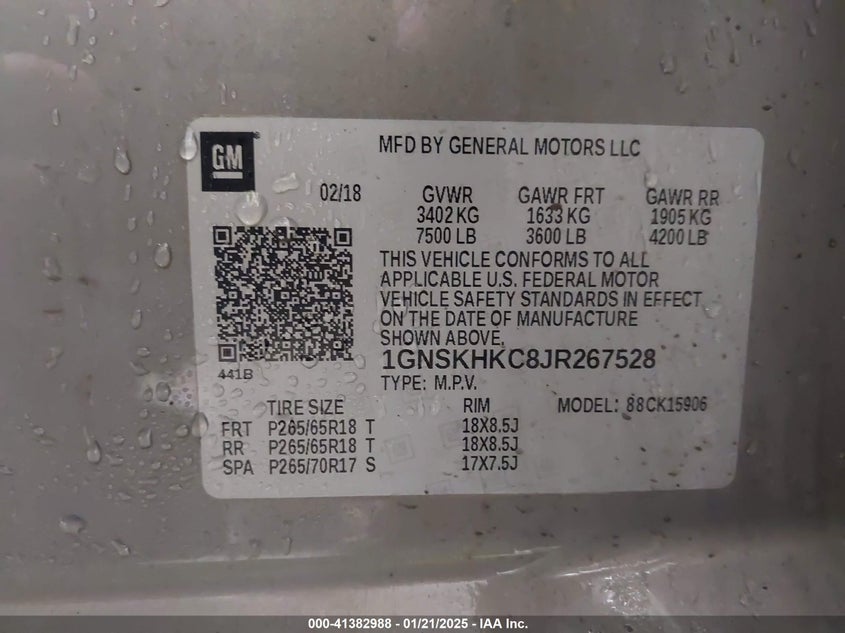 GM
MFD BY GENERAL MOTORS LLC
02/18 GVWR GAWR FRT GAWR RR
3402 KG 1633 KG 1905 KG
7500 LB 3600 LB 4200 LB
THIS VEHICLE CONFORMS TO ALL
APPLICABLE U.S. FEDERAL MOTOR
VEHICLE SAFETY STANDARDS IN EFFECT
ON THE DATE OF MANUFACTURE
SHOWN ABOVE.
1GNSKHKC8JR267528
441B
TYPE: M.P.V.
TIRE SIZE RIM MODEL: 88CK15906
FRT P265/65R18 T 18X8.5J
RR P265/65R18 T 18X8.5J
SPA P265/70R17 S 17X7.5J
000-41382988 - 01/21/2025 - IAA Inc.